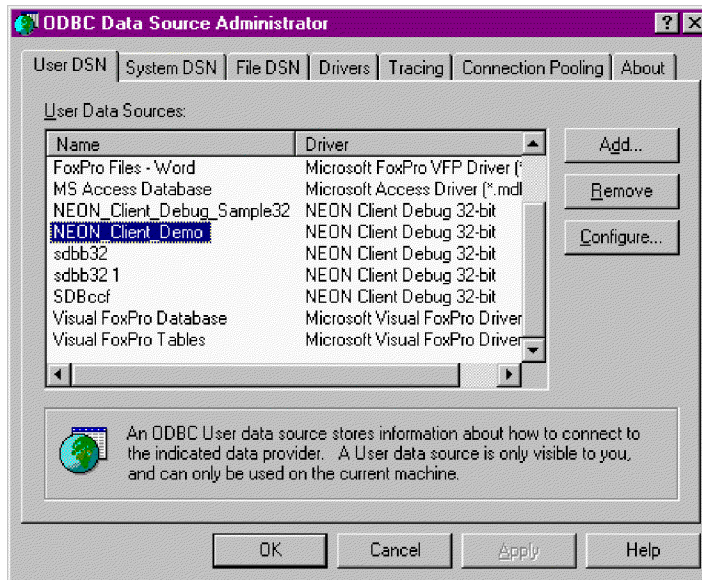 ODBC Data Source Administrator
User DSN System DSN File DSN Drivers Tracing Connection Pooling About
User Data Sources:
Name Driver
FoxPro Files - Word Microsoft FoxPro VFP Driver (*
MS Access Database Microsoft Access Driver (*.mdl
NEON_Client_Debug_Sample32 NEON Client Debug 32-bit
NEON_Client_Demo NEON Client Debug 32-bit
sdbb32 NEON Client Debug 32-bit
sdbb32 1 NEON Client Debug 32-bit
SDBccf NEON Client Debug 32-bit
Visual FoxPro Database Microsoft Visual FoxPro Driver
Visual FoxPro Tables Microsoft Visual FoxPro Driver
Add...
Remove
Configure...
An ODBC User data source stores information about how to connect to
the indicated data provider. A User data source is only visible to you,
and can only be used on the current machine.
OK Cancel Apply Help